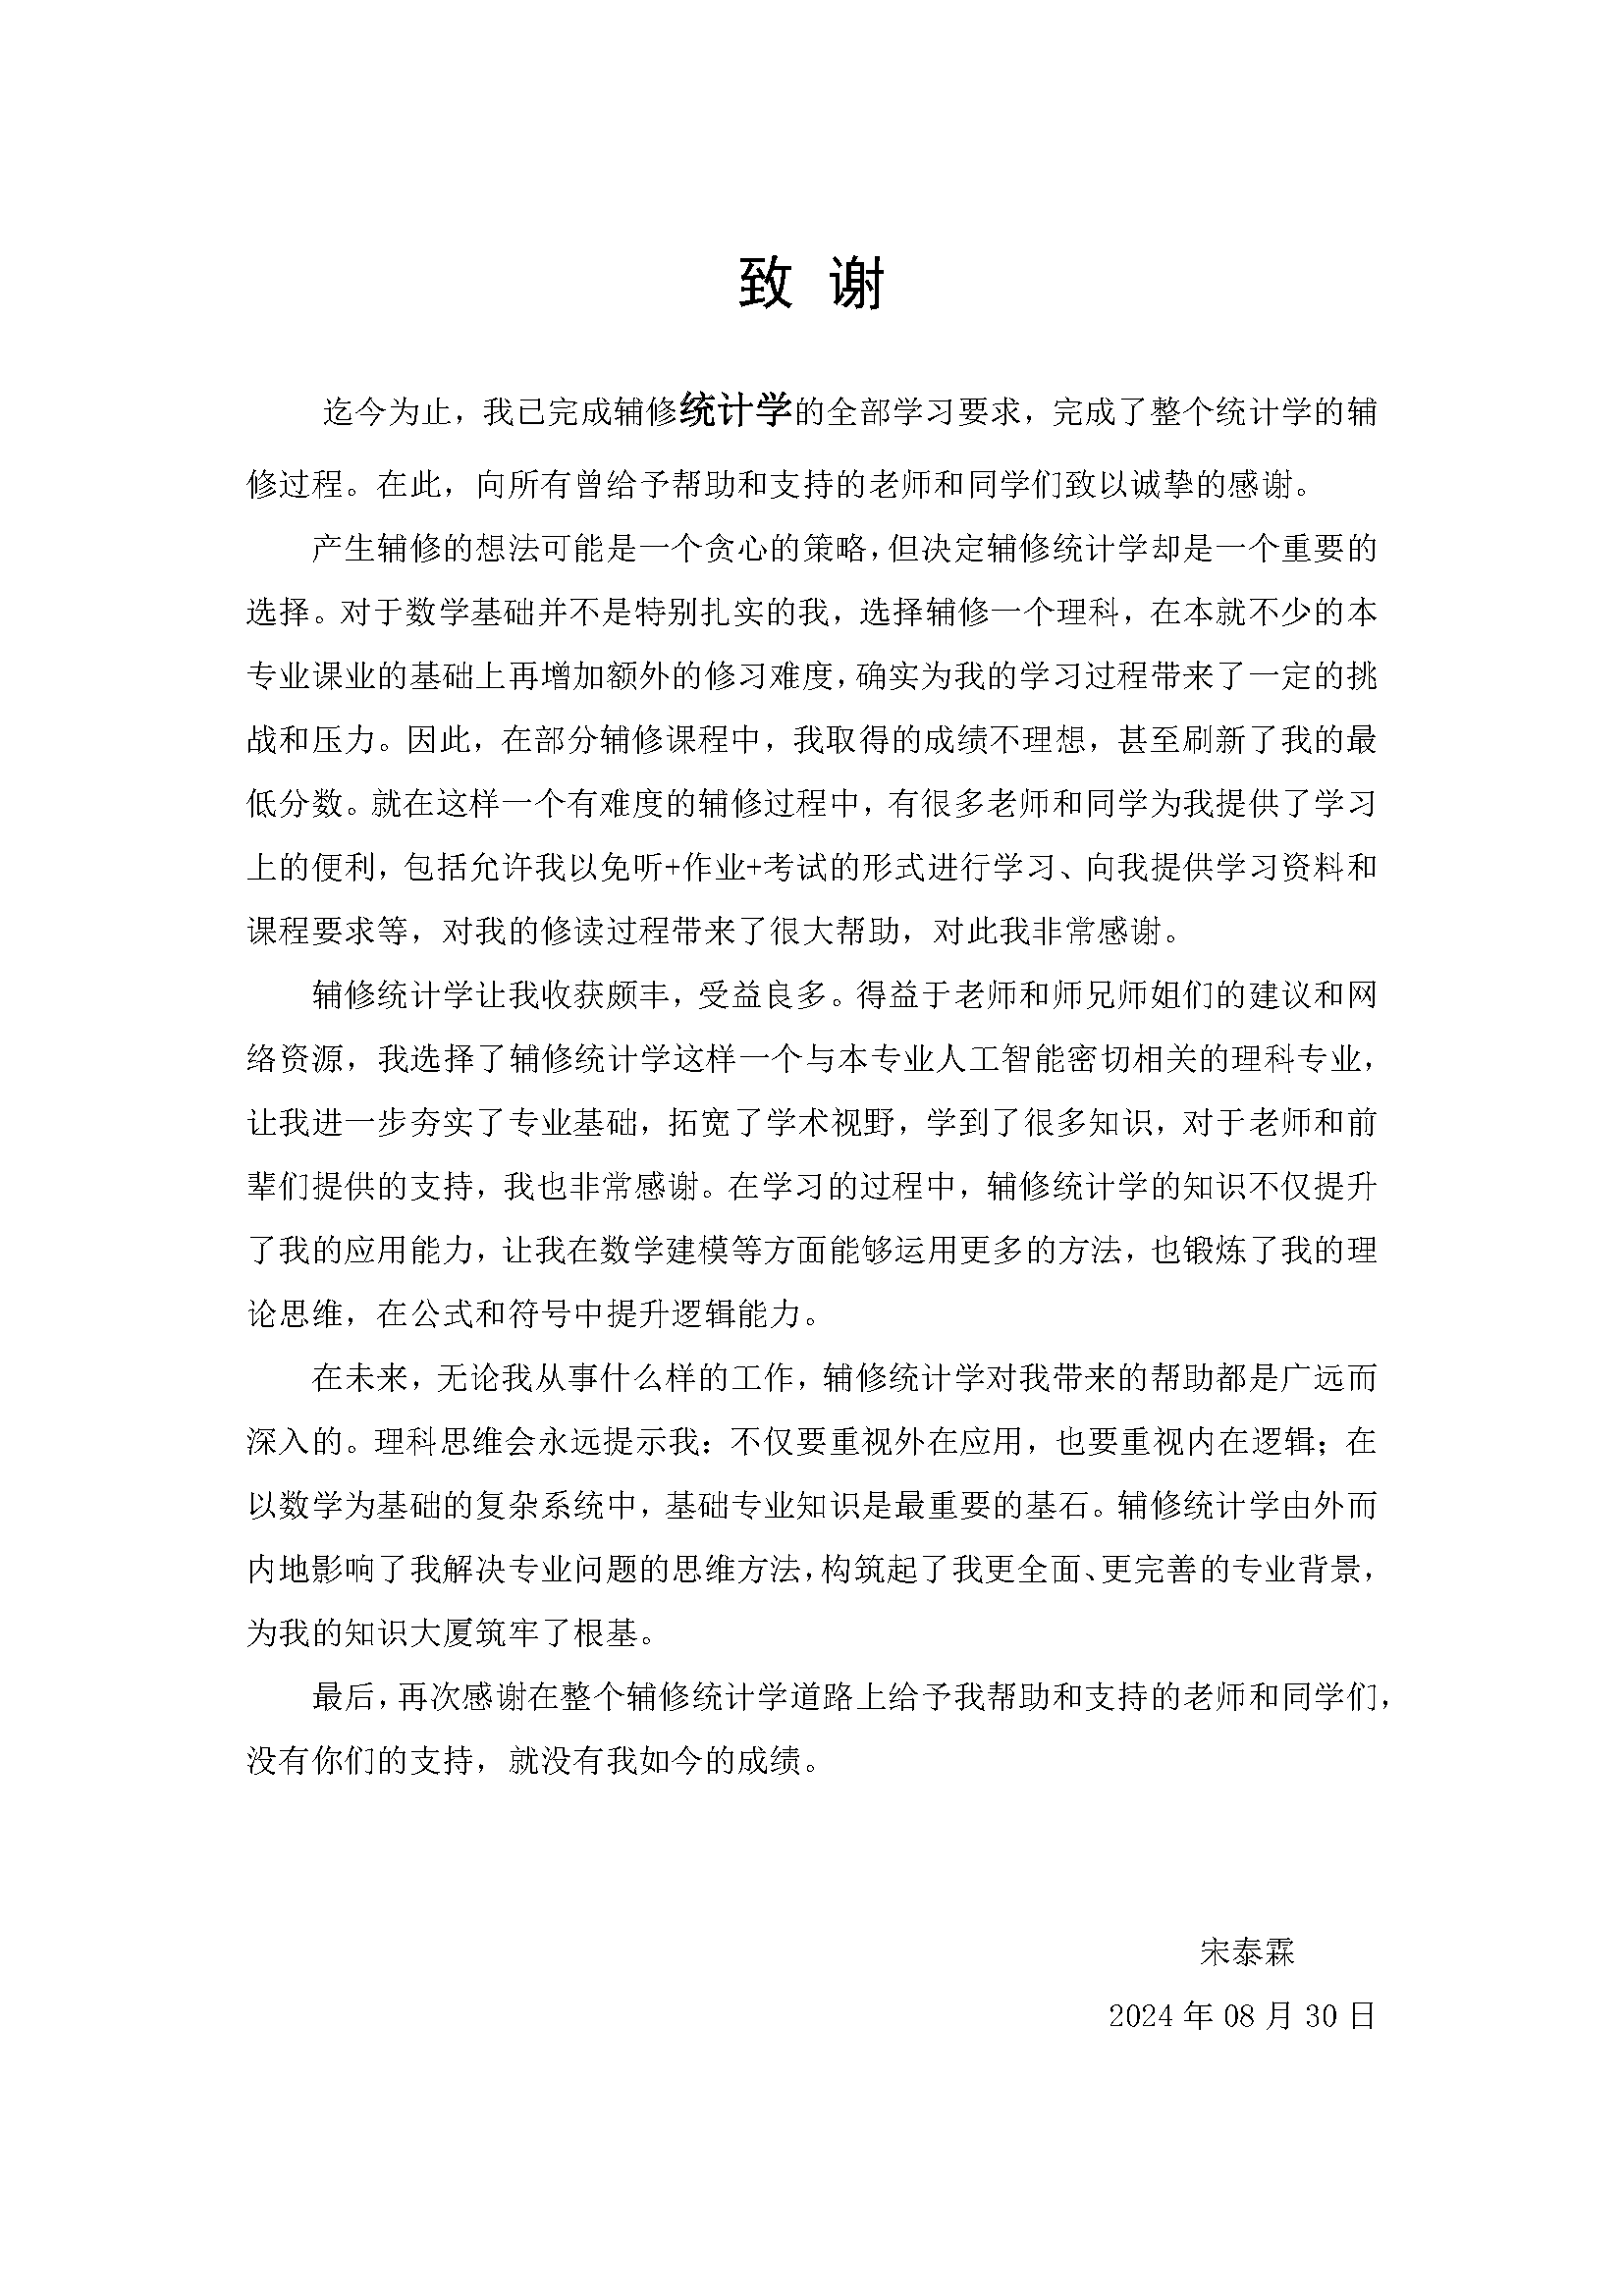 致 谢
迄今为止，我已完成辅修统计学的全部学习要求，完成了整个统计学的辅
修过程。在此，向所有曾给予帮助和支持的老师和同学们致以诚挚的感谢。
产生辅修的想法可能是一个贪心的策略，但决定辅修统计学却是一个重要的
选择。对于数学基础并不是特别扎实的我，选择辅修一个理科，在本就不少的本
专业课业的基础上再增加额外的修习难度，确实为我的学习过程带来了一定的挑
战和压力。因此，在部分辅修课程中，我取得的成绩不理想，甚至刷新了我的最
低分数。就在这样一个有难度的辅修过程中，有很多老师和同学为我提供了学习
上的便利，包括允许我以免听+作业+考试的形式进行学习、向我提供学习资料和
课程要求等，对我的修读过程带来了很大帮助，对此我非常感谢。
辅修统计学让我收获颇丰，受益良多。得益于老师和师兄师姐们的建议和网
络资源，我选择了辅修统计学这样一个与本专业人工智能密切相关的理科专业，
让我进一步夯实了专业基础，拓宽了学术视野，学到了很多知识，对于老师和前
辈们提供的支持，我也非常感谢。在学习的过程中，辅修统计学的知识不仅提升
了我的应用能力，让我在数学建模等方面能够运用更多的方法，也锻炼了我的理
论思维，在公式和符号中提升逻辑能力。
在未来，无论我从事什么样的工作，辅修统计学对我带来的帮助都是广远而
深入的。理科思维会永远提示我：不仅要重视外在应用，也要重视内在逻辑；在
以数学为基础的复杂系统中，基础专业知识是最重要的基石。辅修统计学由外而
内地影响了我解决专业问题的思维方法，构筑起了我更全面、更完善的专业背景，
为我的知识大厦筑牢了根基。
最后，再次感谢在整个辅修统计学道路上给予我帮助和支持的老师和同学们，
没有你们的支持，就没有我如今的成绩。
宋泰霖
2024 年 08 月 30 日